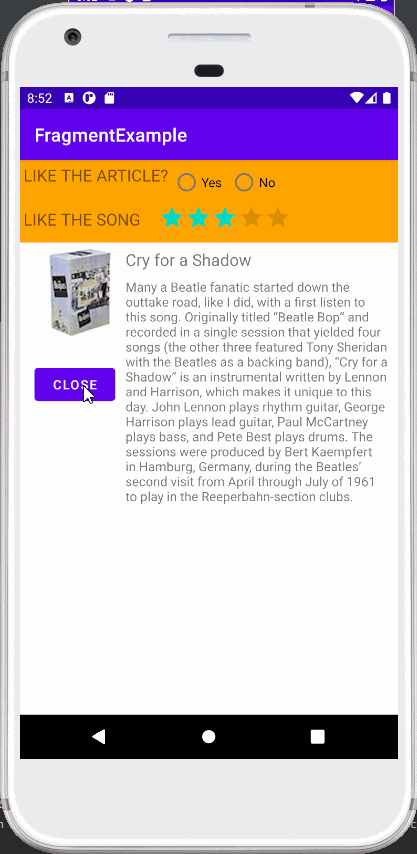 8:52
FragmentExample
LIKE THE ARTICLE?
Yes
No
LIKE THE SONG
Cry for a Shadow
Many a Beatle fanatic started down the
outtake road, like I did, with a first listen to
this song. Originally titled “Beatle Bop” and
recorded in a single session that yielded four
songs (the other three featured Tony Sheridan
with the Beatles as a backing band), “Cry for a
Shadow” is an instrumental written by Lennon
and Harrison, which makes it unique to this
day. John Lennon plays rhythm guitar, George
Harrison plays lead guitar, Paul McCartney
plays bass, and Pete Best plays drums. The
sessions were produced by Bert Kaempfert
in Hamburg, Germany, during the Beatles’
second visit from April through July of 1961
to play in the Reeperbahn-section clubs.
CLOSE